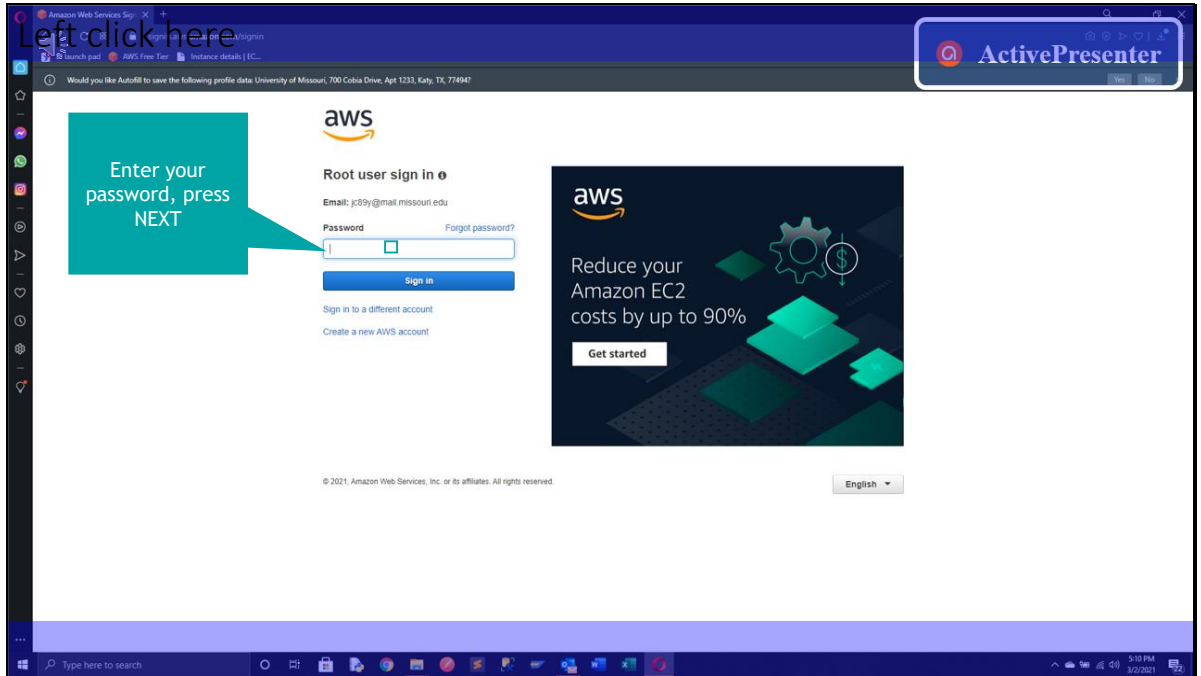 Amazon Web Services Sig
Left click here
/signin
launch pad
AWS Free Tier
Instance details | EC...
ActivePresenter
Would you like Autofill to save the following profile data: University of Missouri, 700 Cobia Drive, Apt 1233, Katy, TX, 77494?
Yes
No
aws
Enter your
password, press
NEXT
Root user sign in
Email: jc89y@mail.missouri.edu
Password
Forgot password?
Sign in
Sign in to a different account
Create a new AWS account
aws
Reduce your
Amazon EC2
costs by up to 90%
Get started
© 2021, Amazon Web Services, Inc. or its affiliates. All rights reserved.
English
Type here to search
5:10 PM
3/2/2021
22